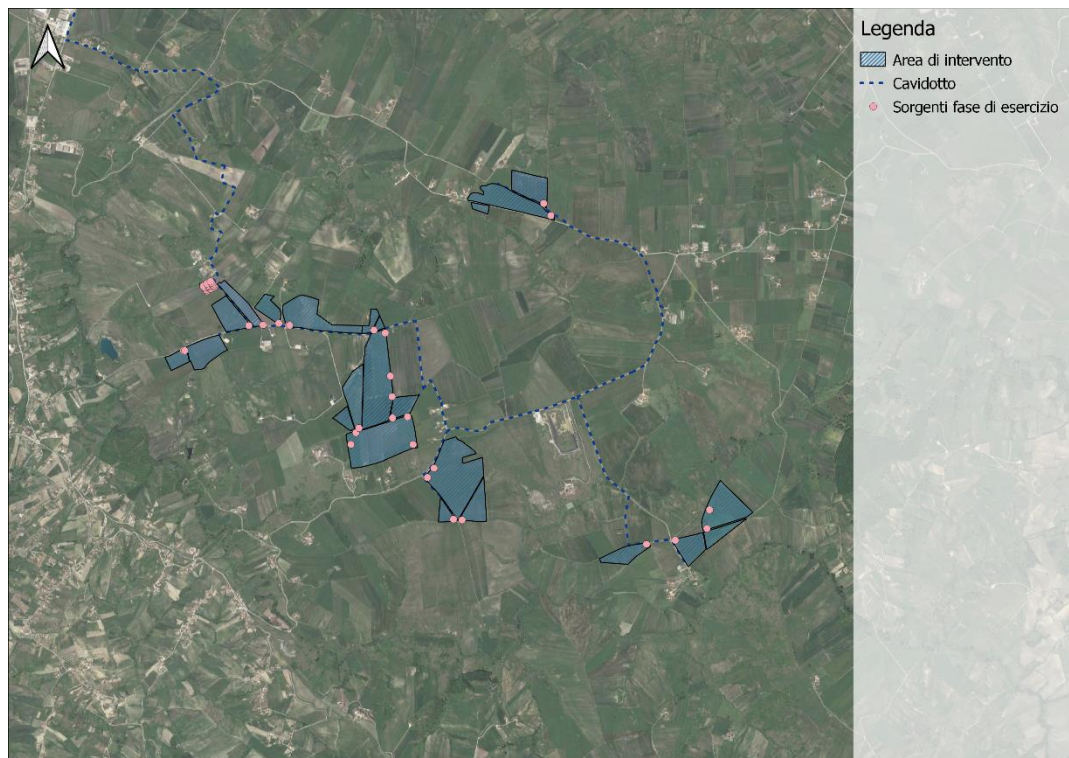 Legenda
Area di intervento
Cavidotto
Sorgenti fase di esercizio